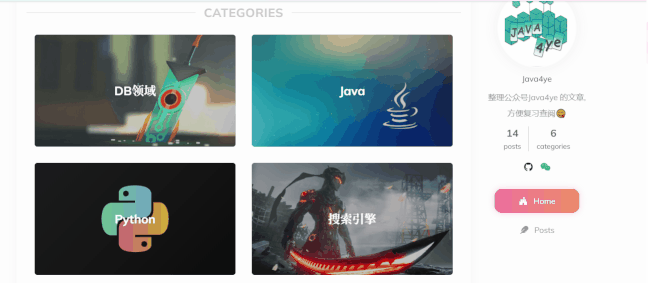 CATEGORIES
DB领域
Java
Python
搜索引擎
JAVA
4ye
Java4ye
整理公众号Java4ye 的文章,
方便复习查阅
14
posts
6
categories
Home
Posts